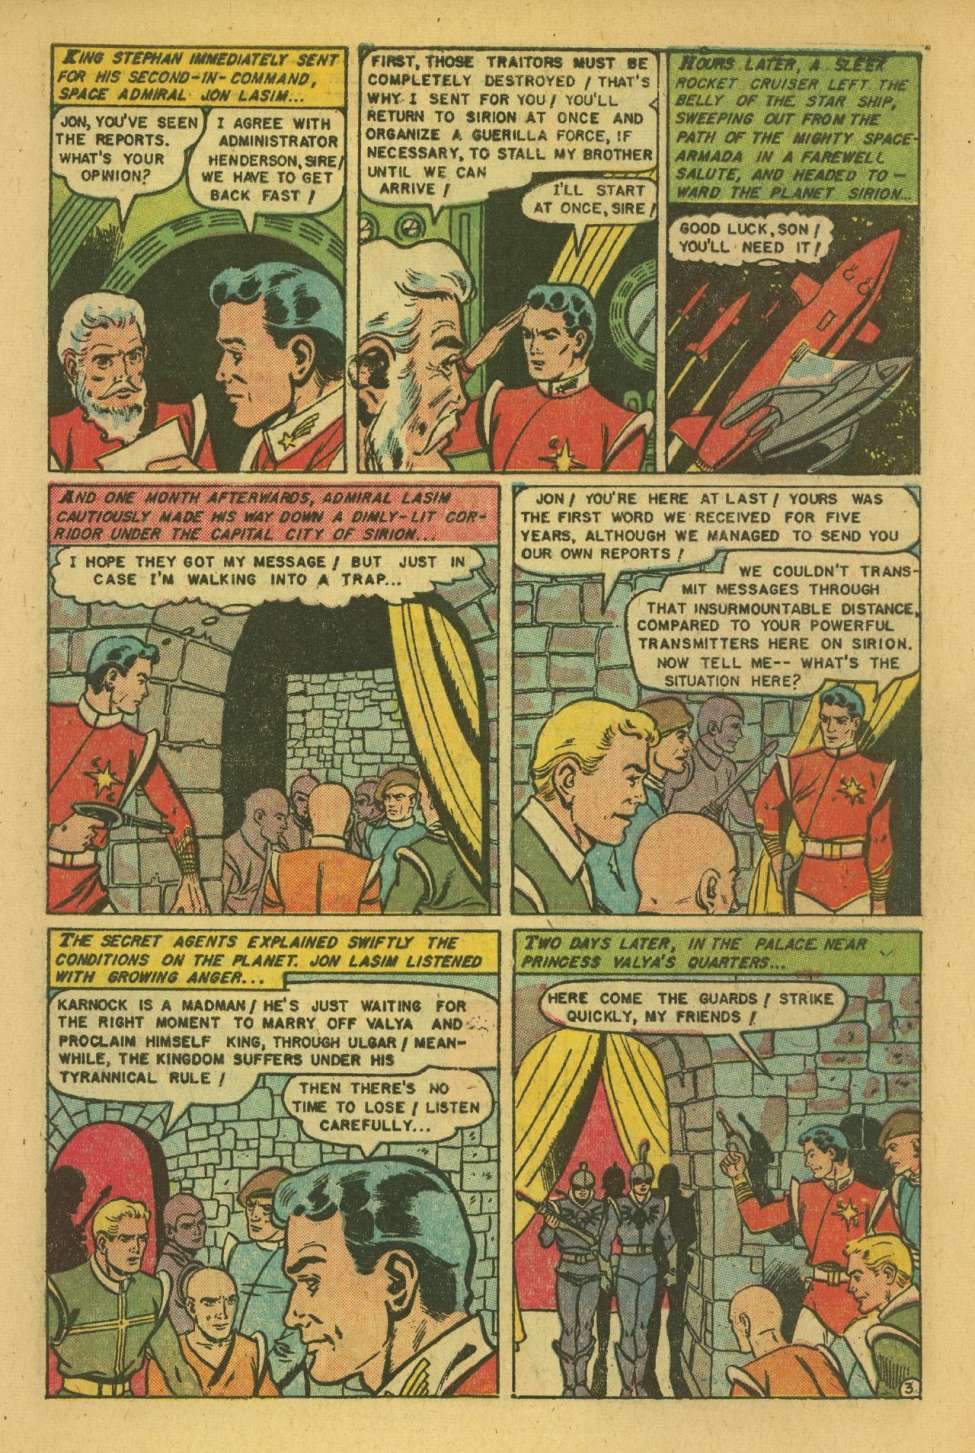 KING STEPHAN IMMEDIATELY SENT
FOR HIS SECOND-IN-COMMAND,
SPACE ADMIRAL JON LASIM...
JON, YOU'VE SEEN
THE REPORTS.
WHAT'S YOUR
OPINION?
I AGREE WITH
ADMINISTRATOR
HENDERSON, SIRE!
WE HAVE TO GET
BACK FAST!
FIRST, THOSE TRAITORS MUST BE
COMPLETELY DESTROYED! THAT'S
WHY I SENT FOR YOU! YOU'LL
RETURN TO SIRION AT ONCE AND
ORGANIZE A GUERILLA FORCE, IF
NECESSARY, TO STALL MY BROTHER
UNTIL WE CAN
ARRIVE!
I'LL START
AT ONCE, SIRE!
HOURS LATER, A SLEEK
ROCKET CRUISER LEFT THE
BELLY OF THE STAR SHIP,
SWEEPING OUT FROM THE
PATH OF THE MIGHTY SPACE-
ARMADA IN A FAREWELL
SALUTE, AND HEADED TO-
WARD THE PLANET SIRION...
GOOD LUCK, SON!
YOU'LL NEED IT!
AND ONE MONTH AFTERWARDS, ADMIRAL LASIM
CAUTIOUSLY MADE HIS WAY DOWN A DIMLY-LIT COR-
RIDOR UNDER THE CAPITAL CITY OF SIRION...
I HOPE THEY GOT MY MESSAGE! BUT JUST IN
CASE I'M WALKING INTO A TRAP...
JON! YOU'RE HERE AT LAST! YOURS WAS
THE FIRST WORD WE RECEIVED FOR FIVE
YEARS, ALTHOUGH WE MANAGED TO SEND YOU
OUR OWN REPORTS!
WE COULDN'T TRANS-
MIT MESSAGES THROUGH
THAT INSURMOUNTABLE DISTANCE,
COMPARED TO YOUR POWERFUL
TRANSMITTERS HERE ON SIRION.
NOW TELL ME-- WHAT'S THE
SITUATION HERE?
THE SECRET AGENTS EXPLAINED SWIFTLY THE
CONDITIONS ON THE PLANET. JON LASIM LISTENED
WITH GROWING ANGER...
KARNOCK IS A MADMAN! HE'S JUST WAITING FOR
THE RIGHT MOMENT TO MARRY OFF VALYA AND
PROCLAIM HIMSELF KING, THROUGH ULGAR! MEAN-
WHILE, THE KINGDOM SUFFERS UNDER HIS
TYRANNICAL RULE!
THEN THERE'S NO
TIME TO LOSE! LISTEN
CAREFULLY...
TWO DAYS LATER, IN THE PALACE NEAR
PRINCESS VALYA'S QUARTERS...
HERE COME THE GUARDS! STRIKE
QUICKLY, MY FRIENDS!
3